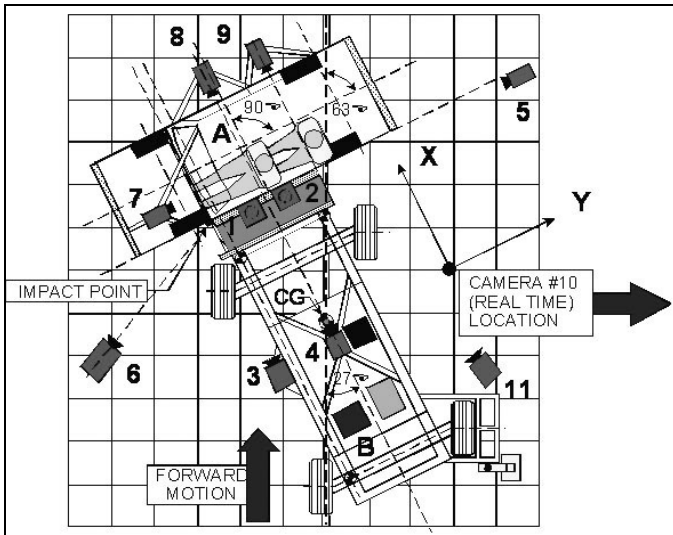 8
9
5
90
63
A
X
7
2
1
Y
IMPACT POINT
CG
CAMERA #10
(REAL TIME)
LOCATION
6
3
4
11
27
B
FORWARD
MOTION